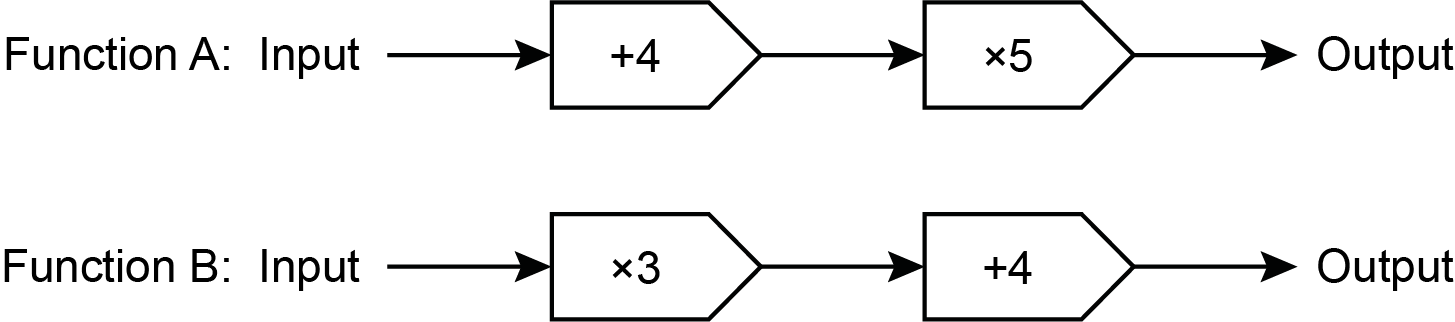 Function A: Input +4 ×5 Output
Function B: Input ×3 +4 Output